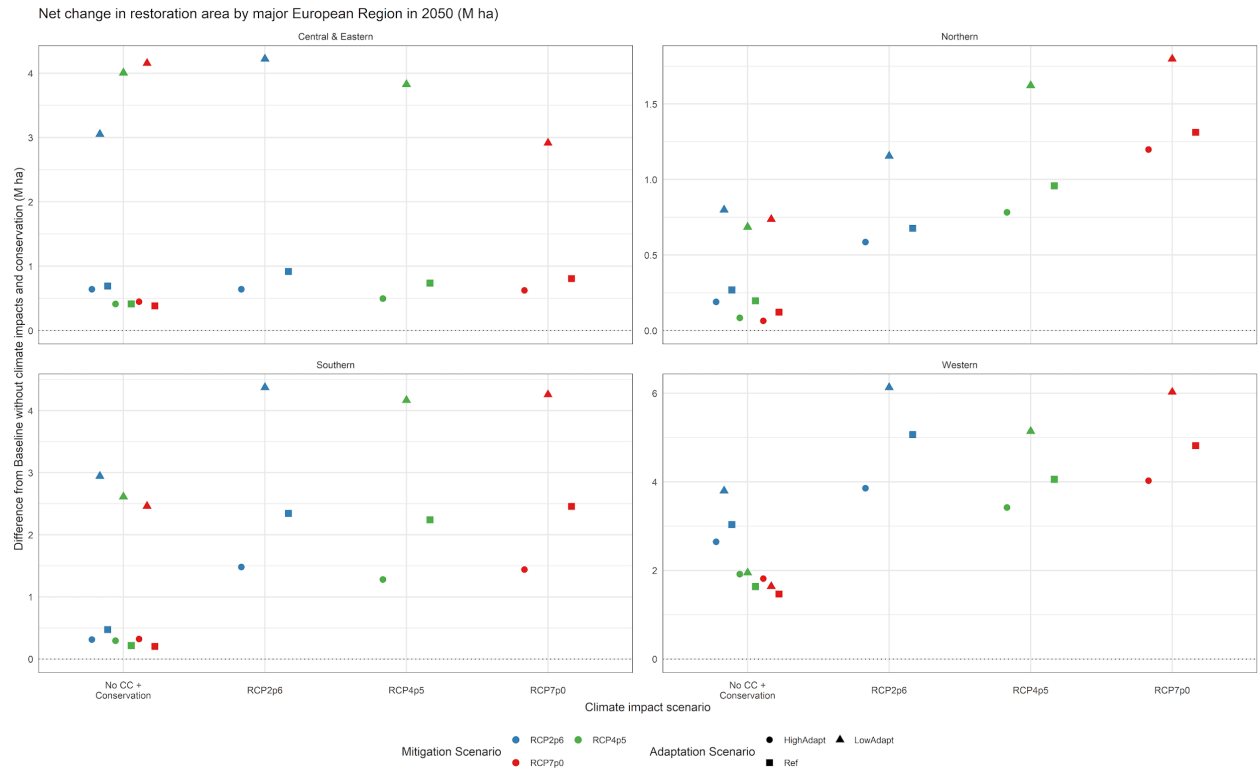 Net change in restoration area by major European Region in 2050 (M ha)
Central & Eastern
Northern
4
3
2
1
0
1.5
1.0
0.5
0.0
Southern
Western
4
3
2
1
0
6
4
2
0
Difference from Baseline without climate impacts and conservation (M ha)
No CC +
Conservation
RCP2p6
RCP4p5
RCP7p0
No CC +
Conservation
RCP2p6
RCP4p5
RCP7p0
Climate impact scenario
Mitigation Scenario
RCP2p6
RCP4p5
RCP7p0
Adaptation Scenario
HighAdapt
LowAdapt
Ref